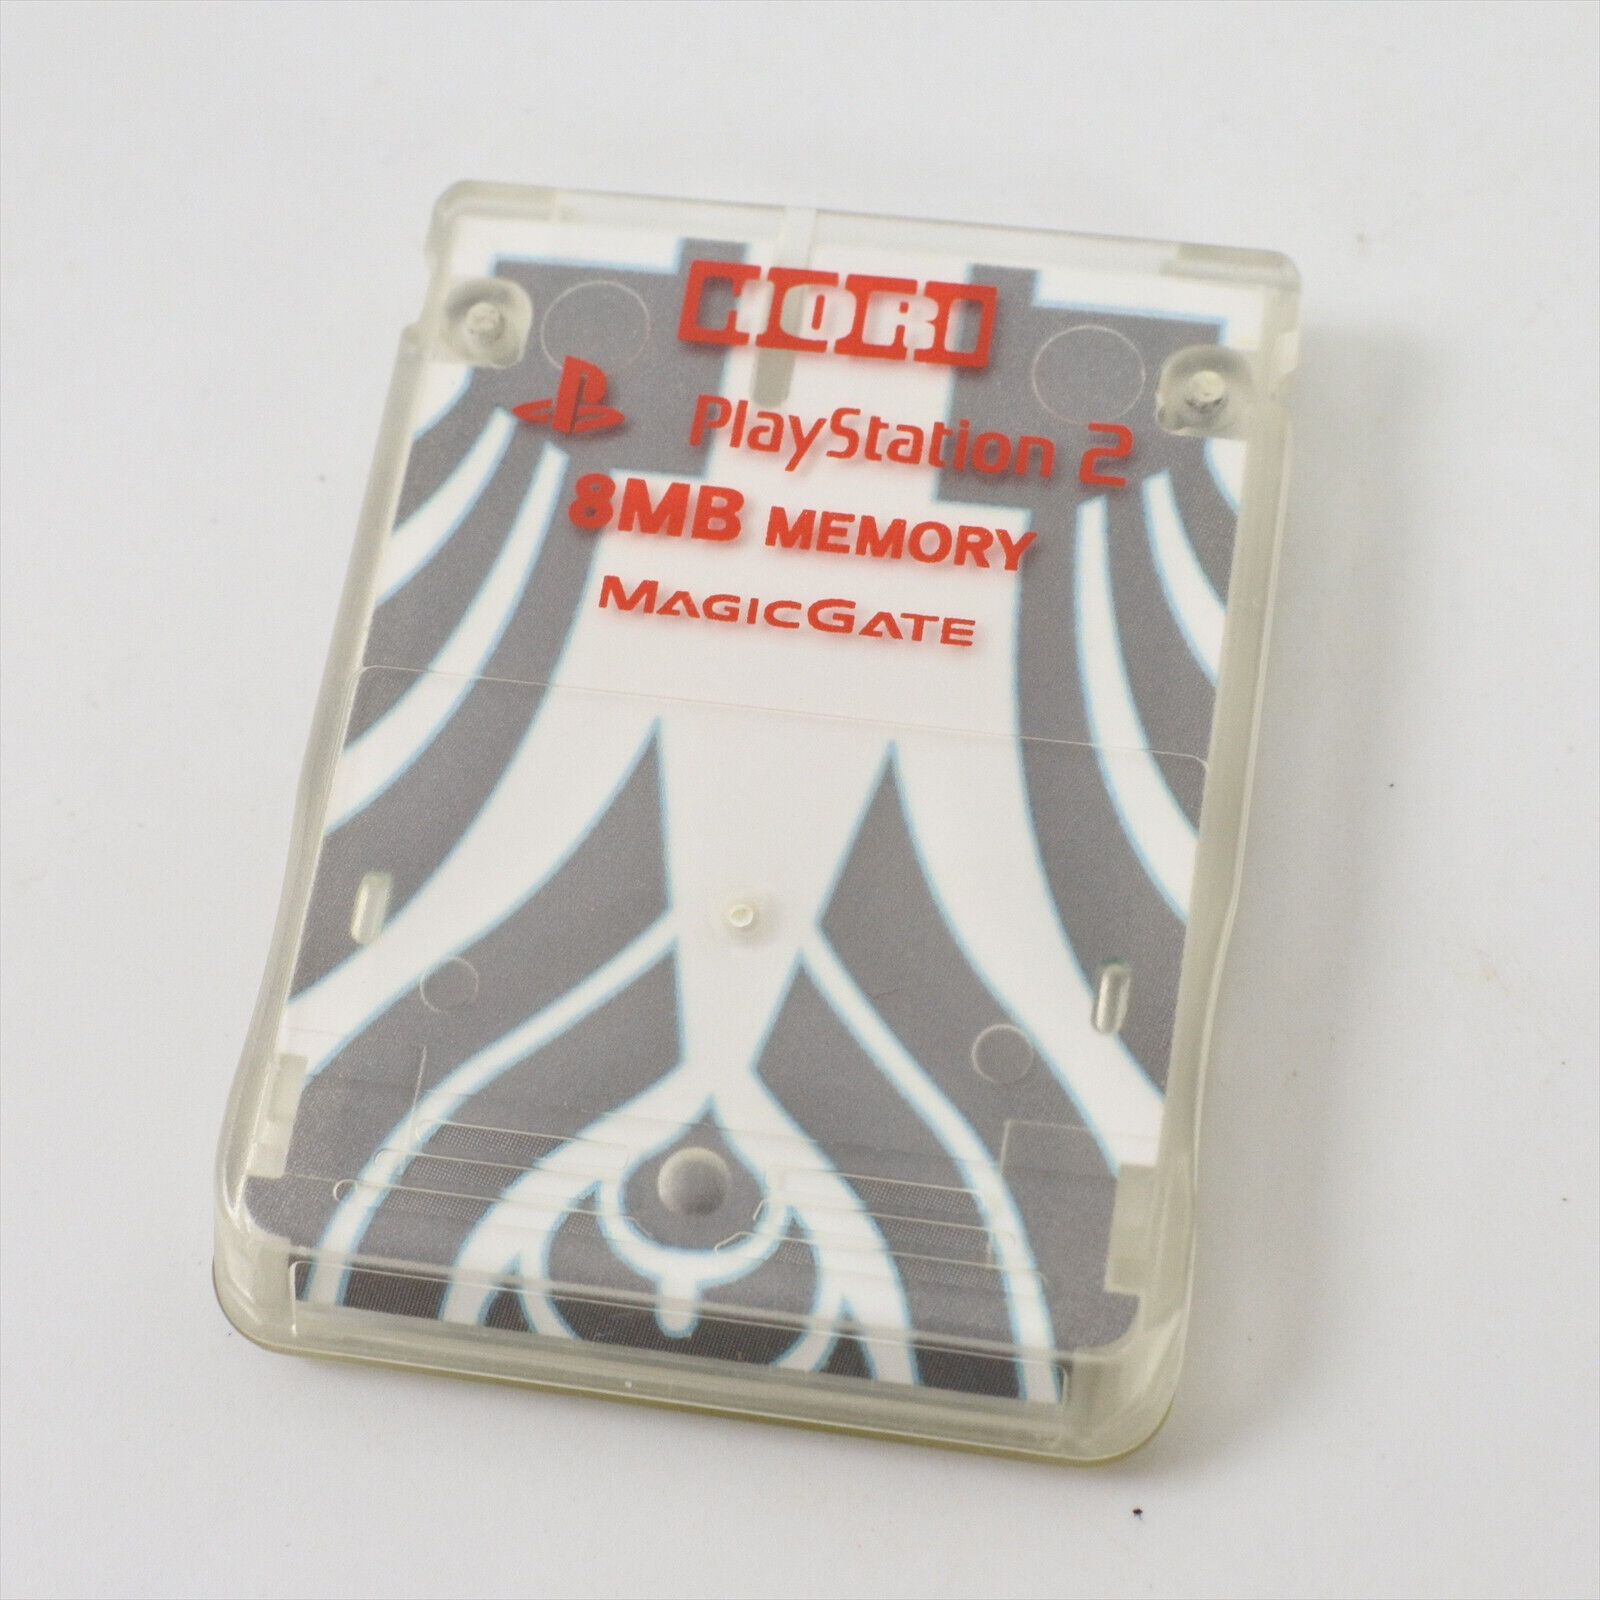 HORI
PlayStation 2
8MB MEMORY
MAGICGATE